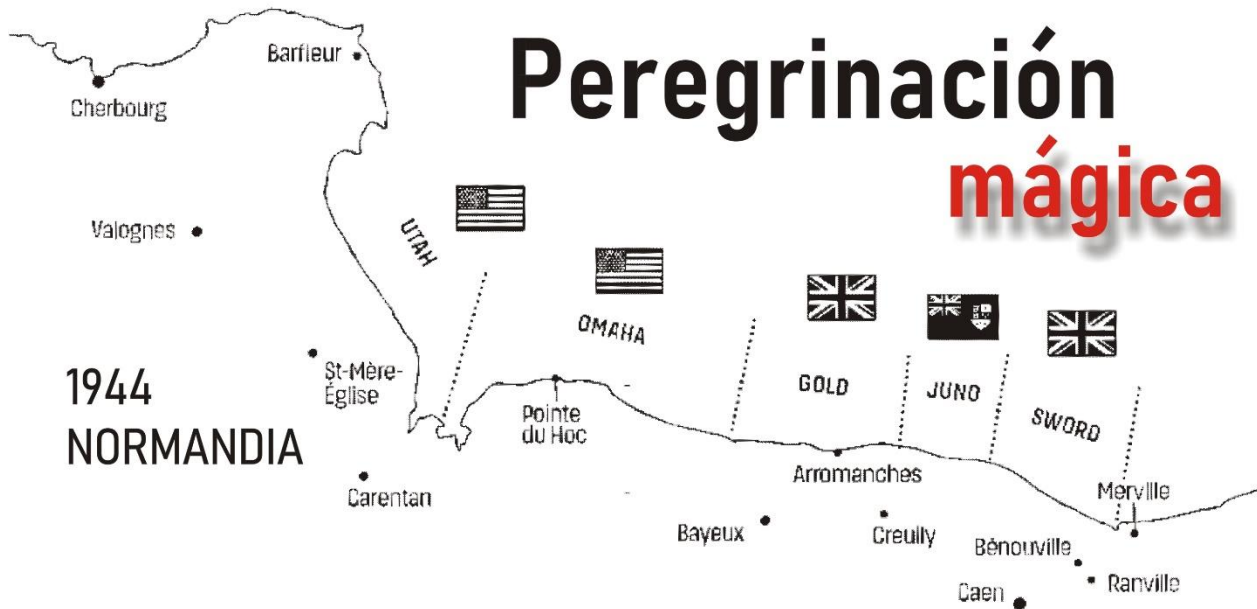 Peregrinación
mágica
Barfleur
Cherbourg
Valognes
UTAH
OMAHA
GOLD
JUNO
SWORD
1944
NORMANDIA
St-Mère-
Église
Pointe
du Hoc
Carentan
Arromanches
Merville
Bayeux
Creully
Bénouville
Ranville
Caen